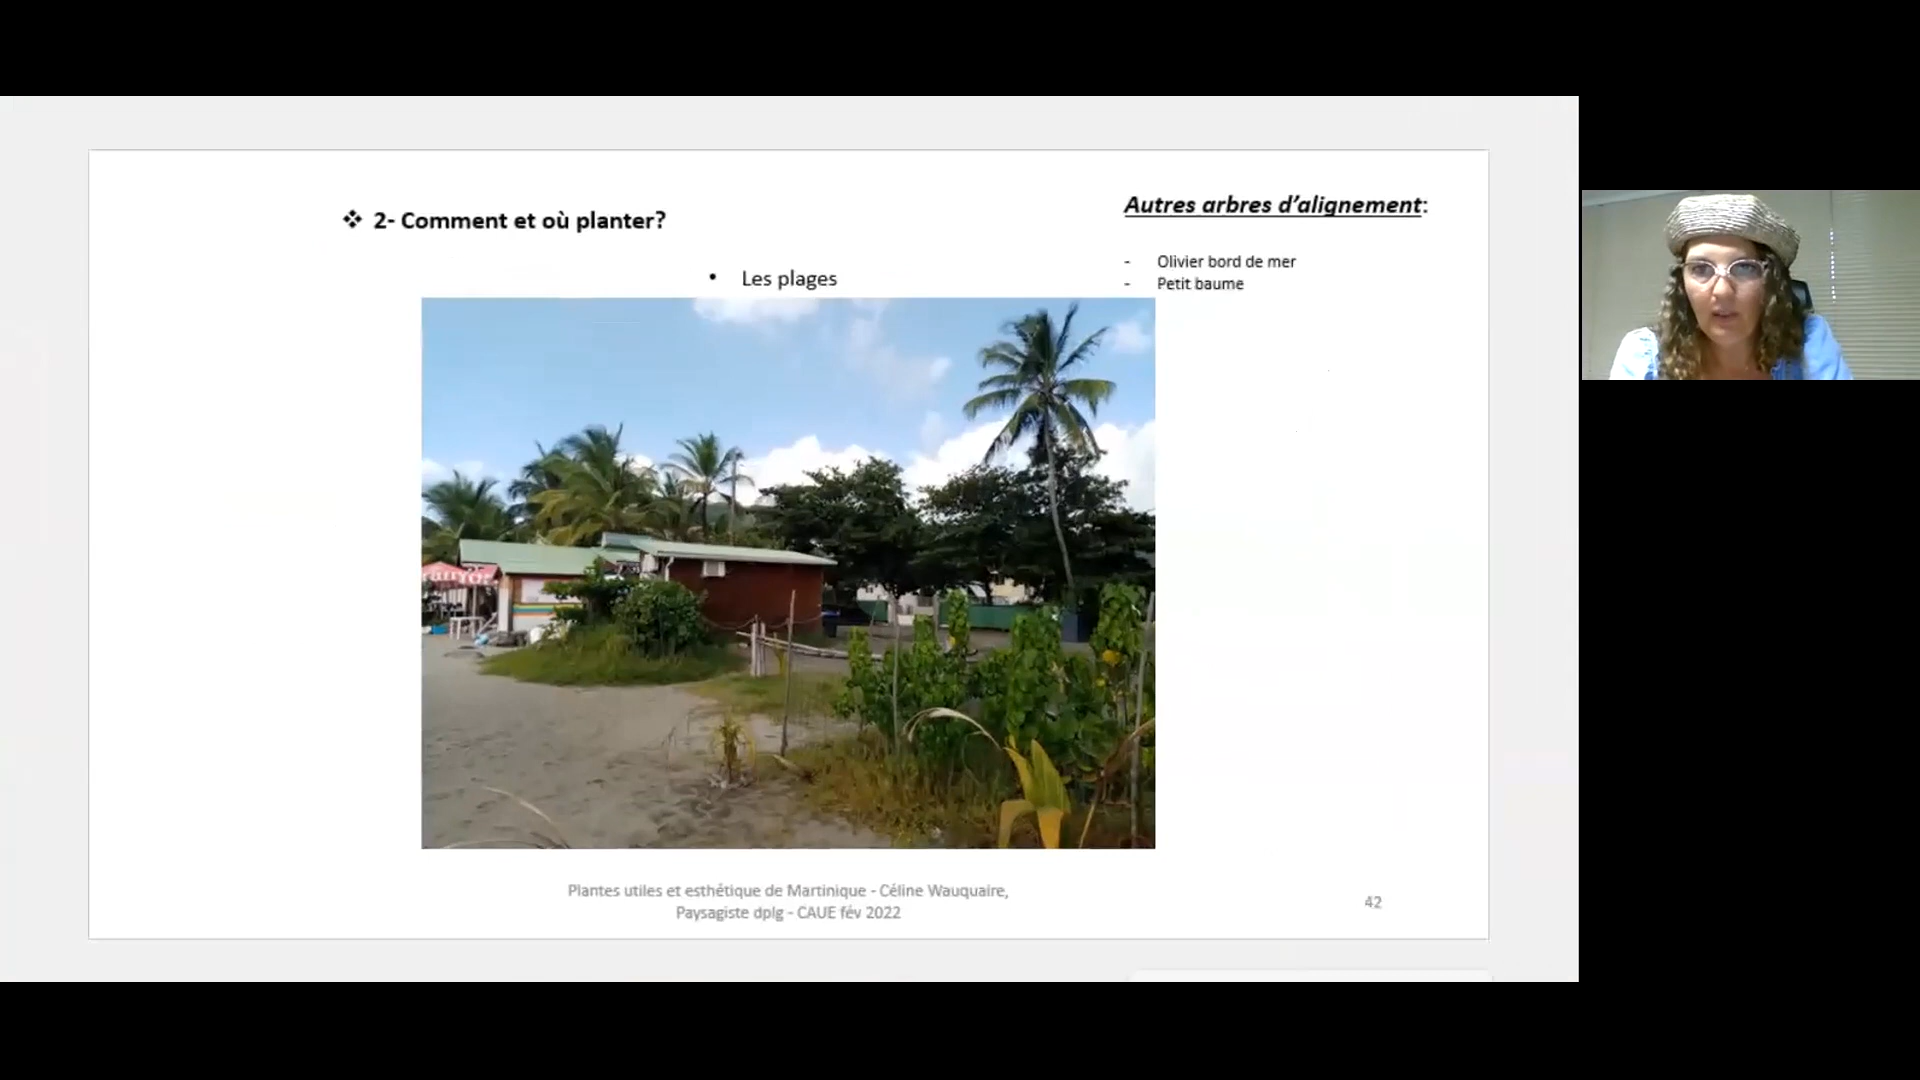 ❖ 2- Comment et où planter?
Autres arbres d’alignement:
- Olivier bord de mer
- Petit baume
• Les plages
Plantes utiles et esthétique de Martinique - Céline Wauquaire,
Paysagiste dplg - CAUE fév 2022
42